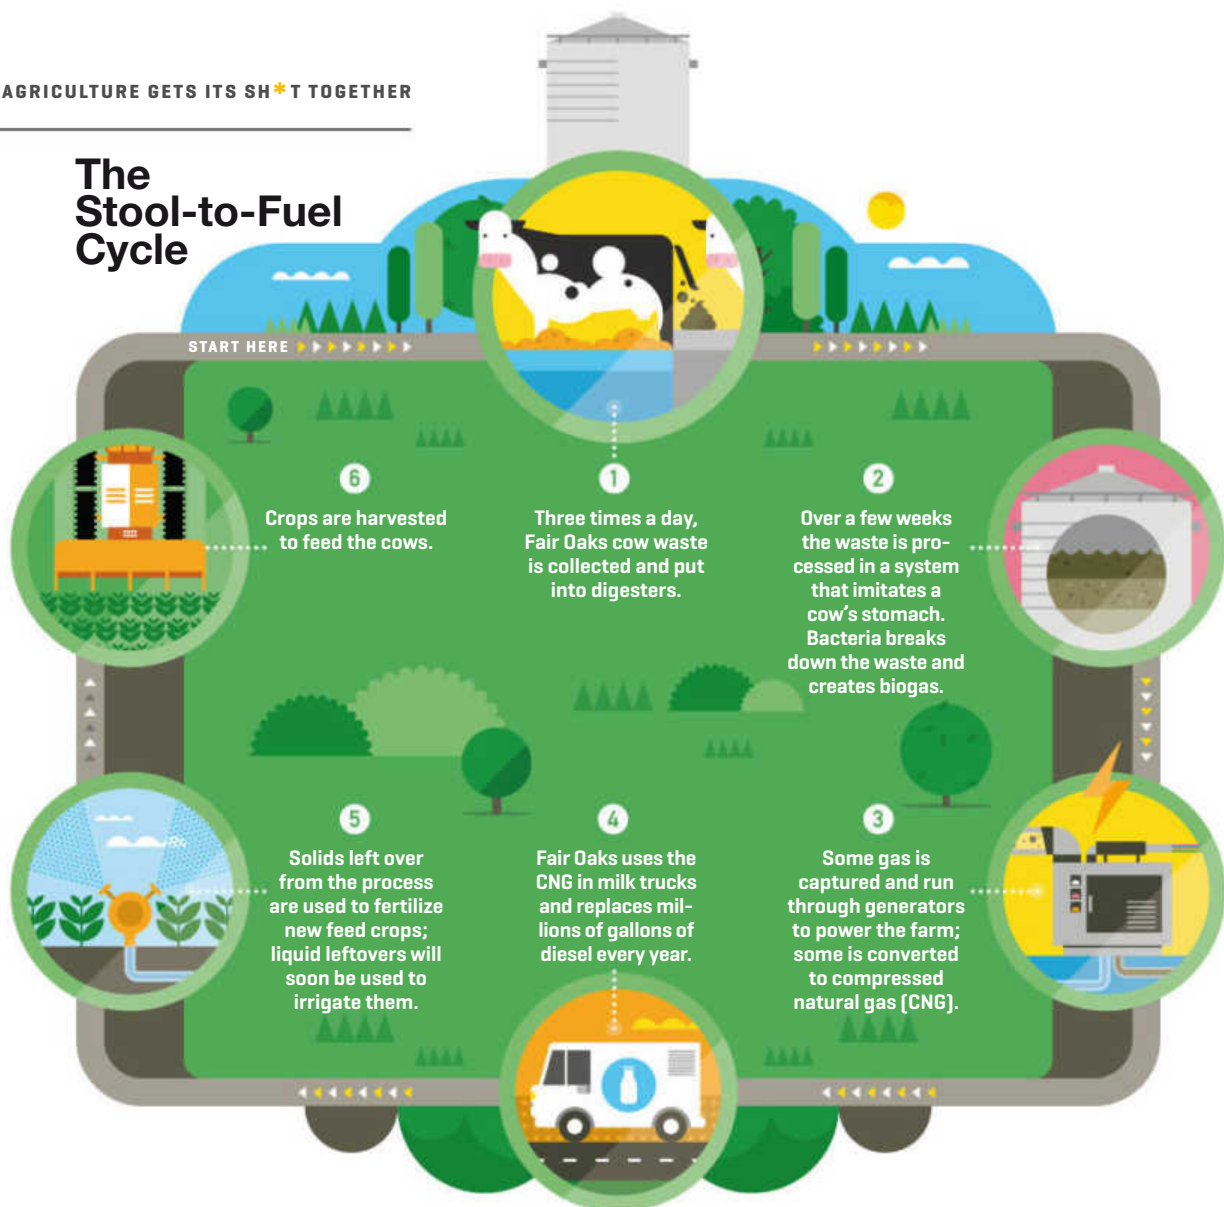 AGRICULTURE GETS ITS SH*T TOGETHER
The
Stool-to-Fuel
Cycle
START HERE
1
Three times a day,
Fair Oaks cow waste
is collected and put
into digesters.
2
Over a few weeks
the waste is pro-
cessed in a system
that imitates a
cow's stomach.
Bacteria breaks
down the waste and
creates biogas.
3
Some gas is
captured and run
through generators
to power the farm;
some is converted
to compressed
natural gas (CNG).
4
Fair Oaks uses the
CNG in milk trucks
and replaces mil-
lions of gallons of
diesel every year.
5
Solids left over
from the process
are used to fertilize
new feed crops;
liquid leftovers will
soon be used to
irrigate them.
6
Crops are harvested
to feed the cows.